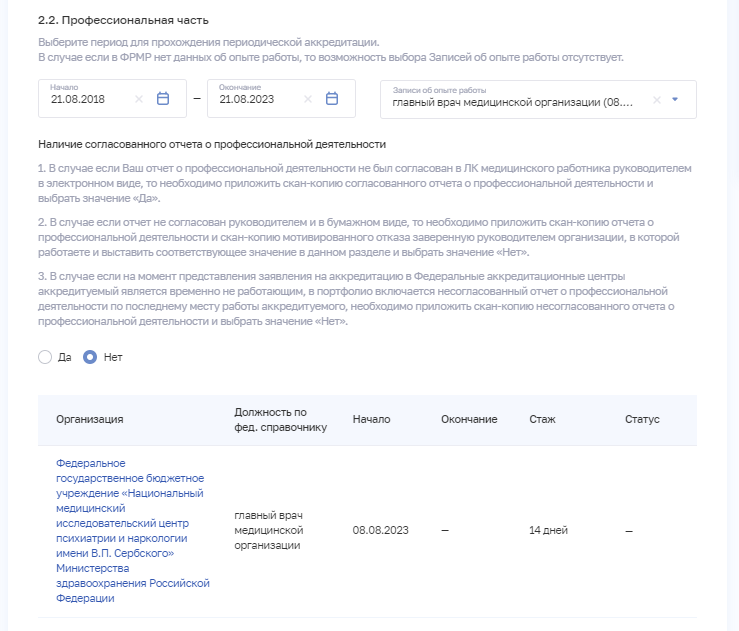 2.2. Профессиональная часть
Выберите период для прохождения периодической аккредитации.
В случае если в ФРМР нет данных об опыте работы, то возможность выбора Записей об опыте работы отсутствует.
Начало
21.08.2018
–
Окончание
21.08.2023
Записи об опыте работы
главный врач медицинской организации (08....
Наличие согласованного отчета о профессиональной деятельности
1. В случае если Ваш отчет о профессиональной деятельности не был согласован в ЛК медицинского работника руководителем
в электронном виде, то необходимо приложить скан-копию согласованного отчета о профессиональной деятельности и
выбрать значение «Да».
2. В случае если отчет не согласован руководителем и в бумажном виде, то необходимо приложить скан-копию отчета о
профессиональной деятельности и скан-копию мотивированного отказа заверенную руководителем организации, в которой
работаете и выставить соответствующее значение в данном разделе и выбрать значение «Нет».
3. В случае если на момент представления заявления на аккредитацию в Федеральные аккредитационные центры
аккредитуемый является временно не работающим, в портфолио включается несогласованный отчет о профессиональной
деятельности по последнему месту работы аккредитуемого, необходимо приложить скан-копию несогласованного отчета о
профессиональной деятельности и выбрать значение «Нет».
Да Нет
Организация
Должность по
фед. справочнику
Начало
Окончание
Стаж
Статус
Федеральное
государственное бюджетное
учреждение «Национальный
медицинский
исследовательский центр
психиатрии и наркологии
имени В.П. Сербского»
Министерства
здравоохранения Российской
Федерации
главный врач
медицинской
организации
08.08.2023
—
14 дней
—